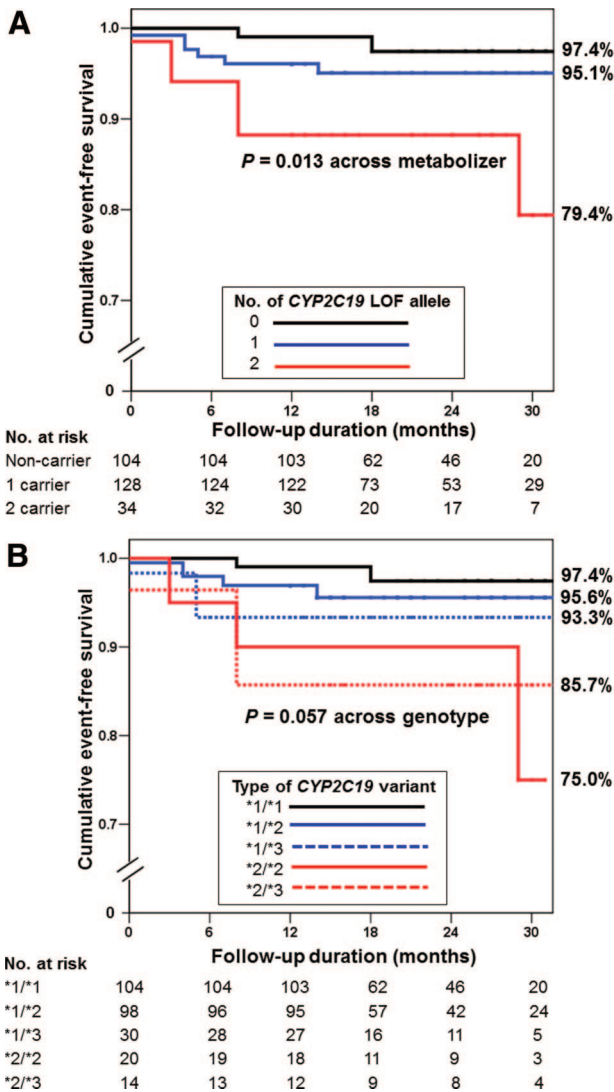 A
Cumulative event-free survival
1.0
0.9
0.8
0.7
0
97.4%
95.1%
79.4%
P = 0.013 across metabolizer
No. of CYP2C19 LOF allele
0
1
2
0 6 12 18 24 30
Follow-up duration (months)
No. at risk
Non-carrier 104 104 103 62 46 20
1 carrier 128 124 122 73 53 29
2 carrier 34 32 30 20 17 7
B
Cumulative event-free survival
1.0
0.9
0.8
0.7
0
97.4%
95.6%
93.3%
85.7%
75.0%
P = 0.057 across genotype
Type of CYP2C19 variant
*1/*1
*1/*2
*1/*3
*2/*2
*2/*3
0 6 12 18 24 30
Follow-up duration (months)
No. at risk
*1/*1 104 104 103 62 46 20
*1/*2 98 96 95 57 42 24
*1/*3 30 28 27 16 11 5
*2/*2 20 19 18 11 9 3
*2/*3 14 13 12 9 8 4